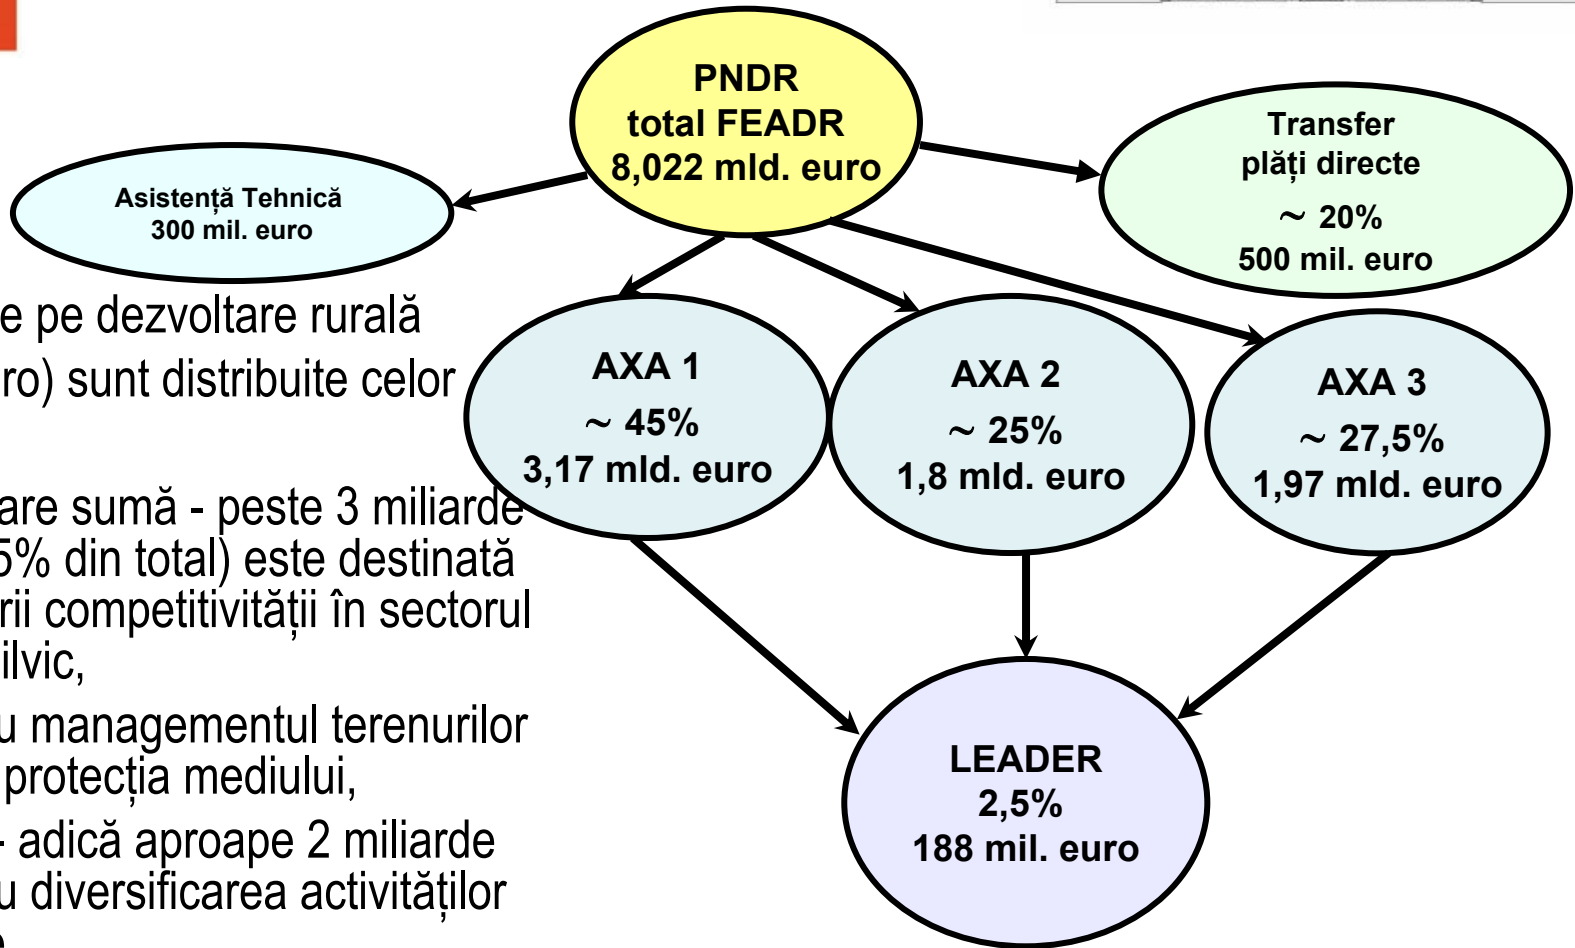 PNDR
total FEADR
8,022 mld. euro
Transfer
plăți directe
~ 20%
500 mil. euro
Asistență Tehnică
300 mil. euro
e pe dezvoltare rurală
ro) sunt distribuite celor
are sumă - peste 3 miliarde
5% din total) este destinată
rii competitivității în sectorul
ilvic,
u managementul terenurilor
protecția mediului,
- adică aproape 2 miliarde
u diversificarea activităților
AXA 1
~ 45%
3,17 mld. euro
AXA 2
~ 25%
1,8 mld. euro
AXA 3
~ 27,5%
1,97 mld. euro
LEADER
2,5%
188 mil. euro